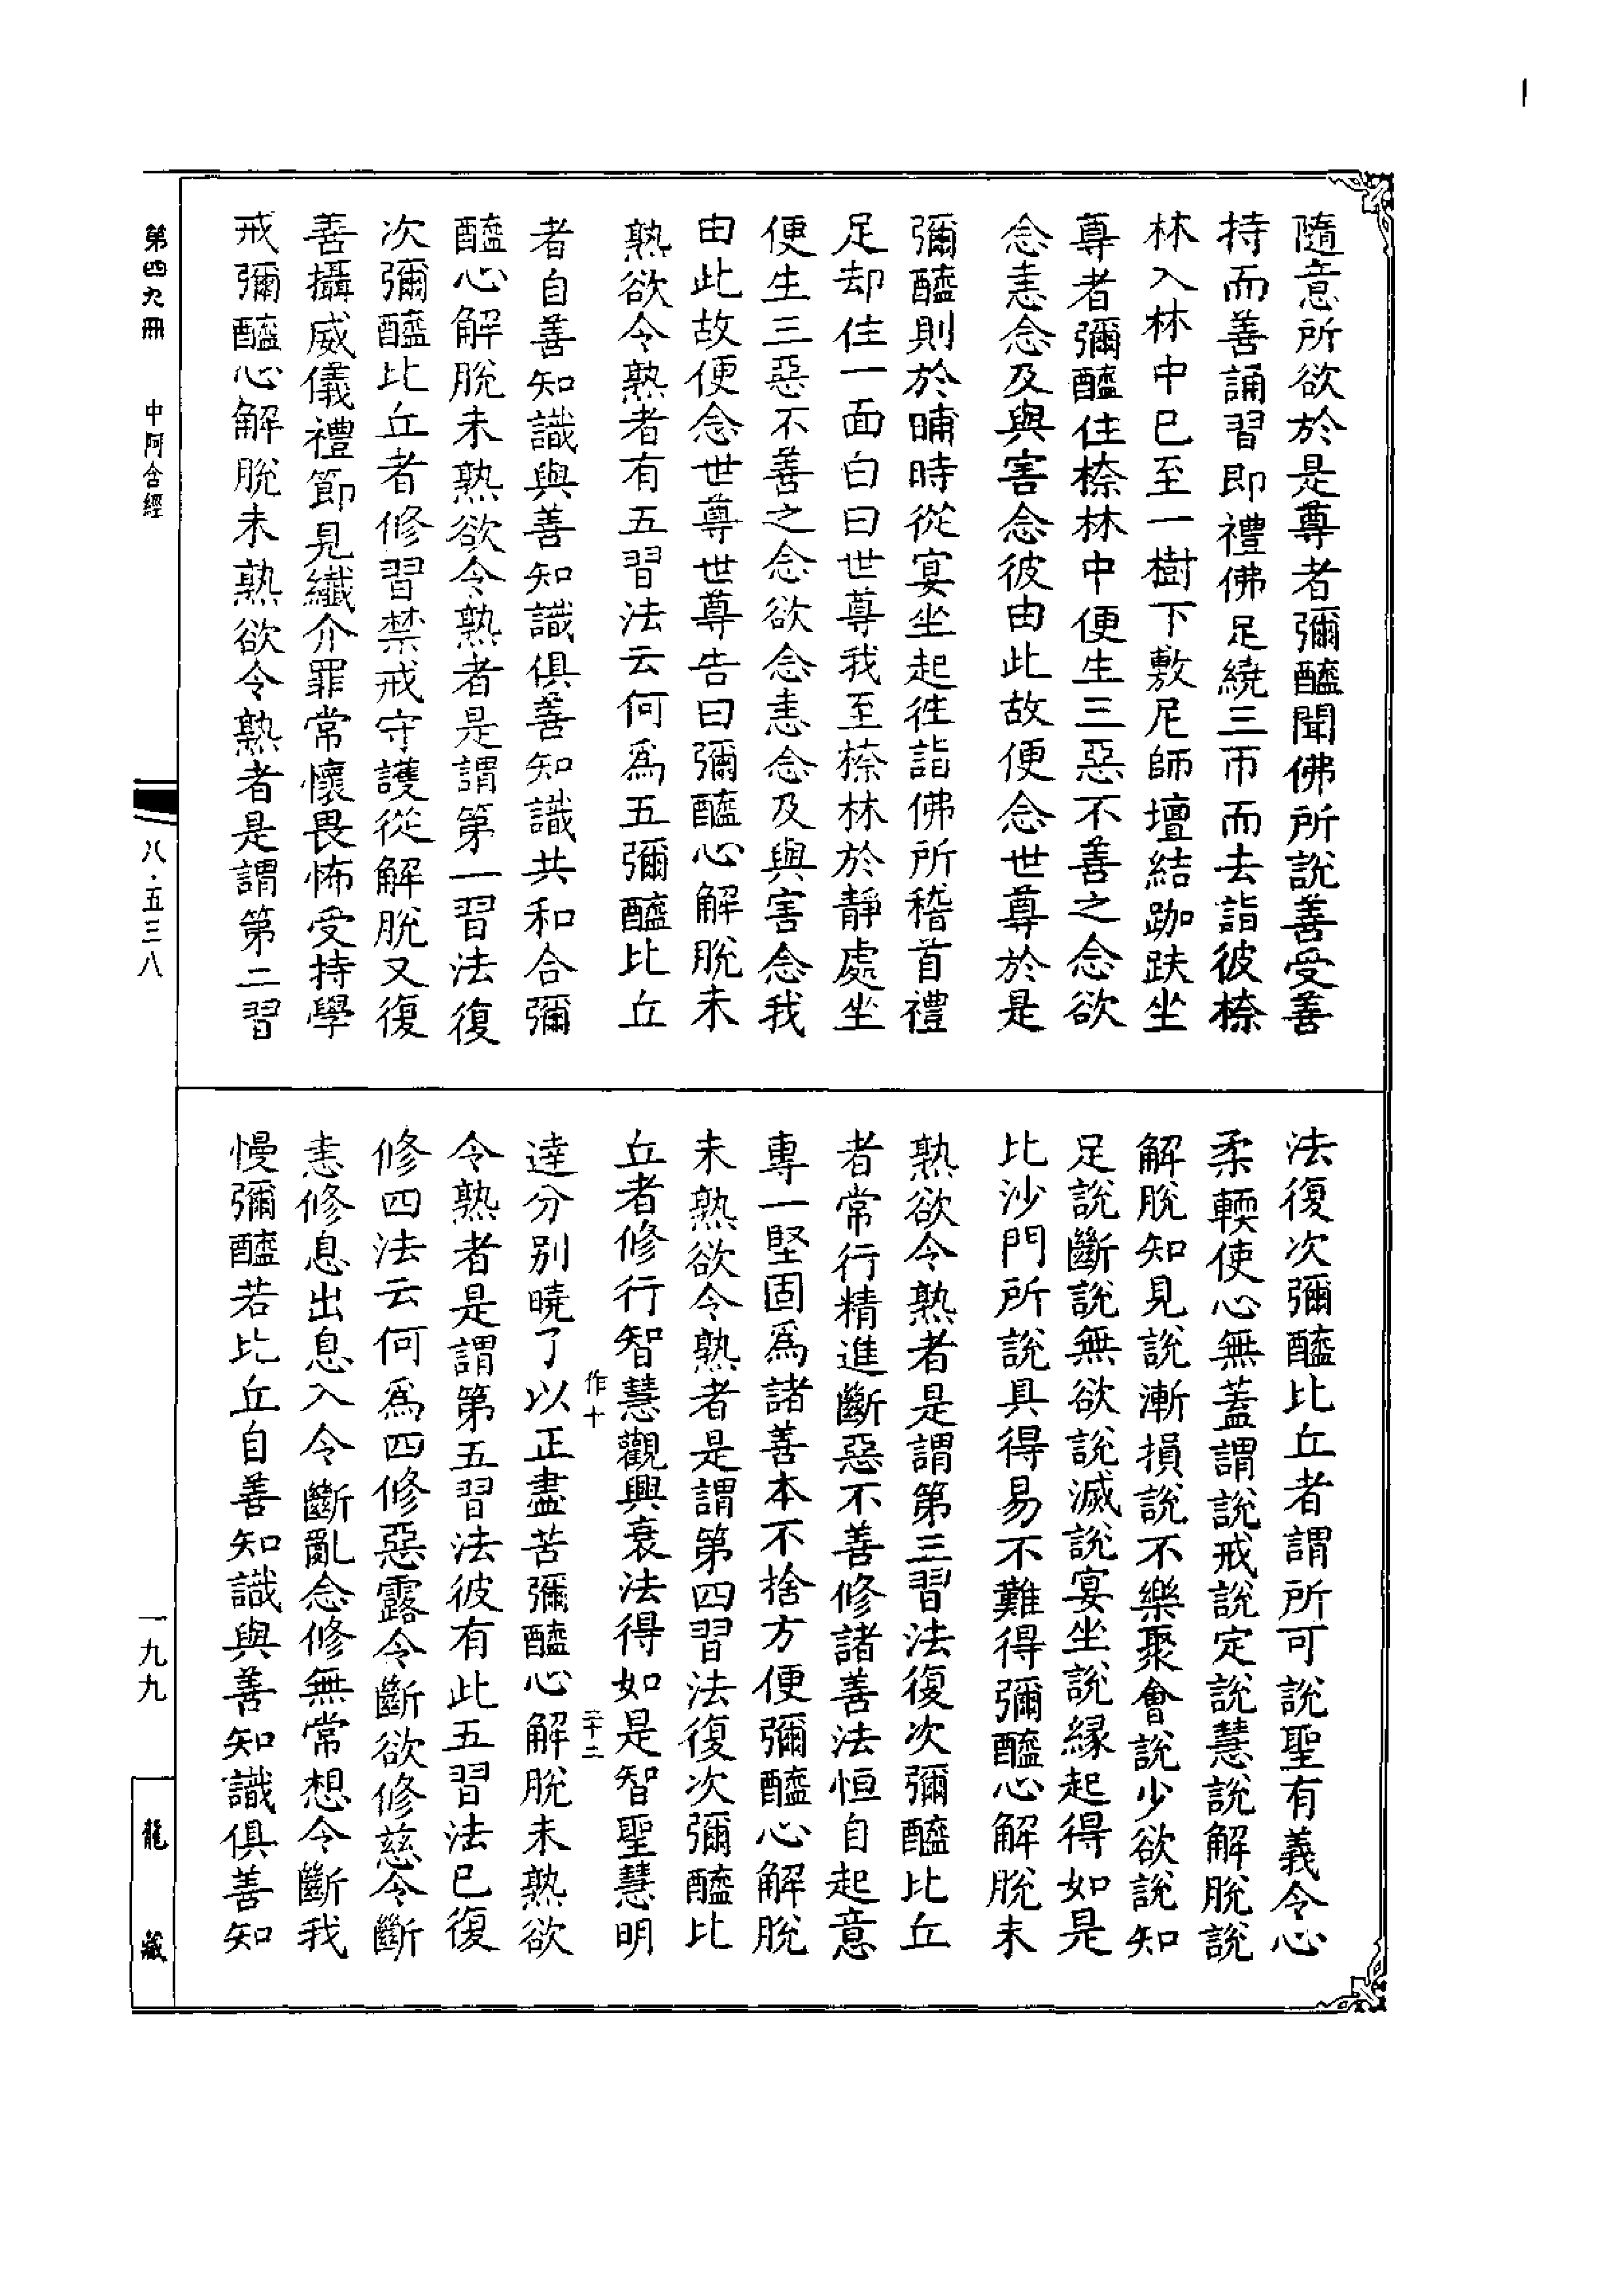 隨意所欲於是尊者彌醯聞佛所說善受善
持而善誦習即禮佛足繞三帀而去詣彼㮈
林入林中已至一樹下敷尼師壇結跏趺坐
尊者彌醯住㮈林中便生三惡不善之念欲
念恚念及與害念彼由此故便念世尊於是
彌醯則於晡時從宴坐起往詣佛所稽首禮
足却住一面白曰世尊我至㮈林於靜處坐
便生三惡不善之念欲念恚念及與害念我
由此故便念世尊世尊告曰彌醯心解脫未
熟欲令熟者有五習法云何爲五彌醯比丘
者自善知識與善知識俱善知識共和合彌
醯心解脫未熟欲令熟者是謂第一習法復
次彌醯比丘者修習禁戒守護從解脫又復
善攝威儀禮節見纖介罪常懷畏怖受持學
戒彌醯心解脫未熟欲令熟者是謂第二習
法復次彌醯比丘者謂所可說聖有義令心
柔輭使心無蓋謂說戒說定說慧說解脫說
解脫知見說漸損說不樂聚會說少欲說知
足說斷說無欲說滅說宴坐說緣起得如是
比沙門所說具得易不難得彌醯心解脫未
熟欲令熟者是謂第三習法復次彌醯比丘
者常行精進斷惡不善修諸善法恒自起意
專一堅固爲諸善本不捨方便彌醯心解脫
未熟欲令熟者是謂第四習法復次彌醯比
丘者修行智慧觀興衰法得如是智聖慧明
作十
二十二
達分別曉了以正盡苦彌醯心解脫未熟欲
令熟者是謂第五習法彼有此五習法已復
修四法云何爲四修惡露令斷欲修慈令斷
恚修息出息入令斷亂念修無常想令斷我
慢彌醯若比丘自善知識與善知識俱善知
第四九冊
中阿含經
八·五三八
一九九
龍藏